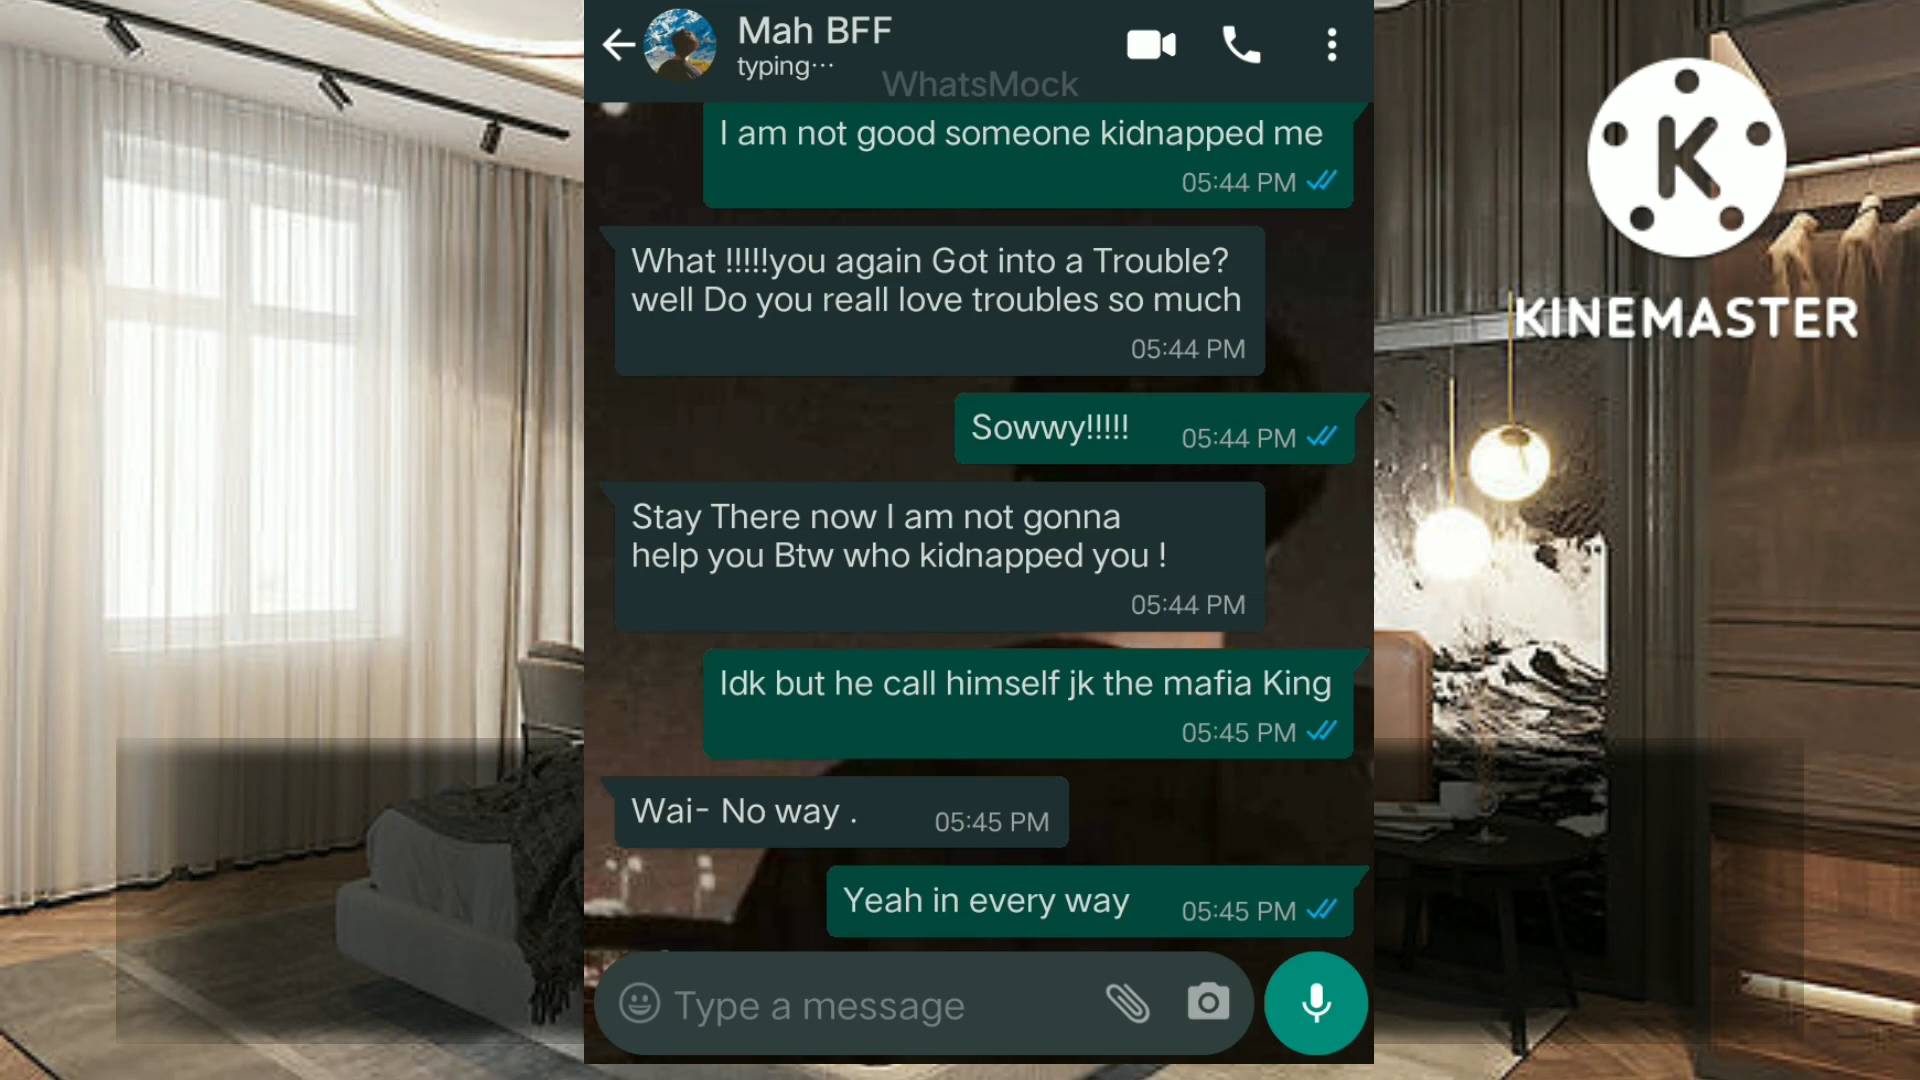 Mah BFF
typing...
WhatsMock
I am not good someone kidnapped me
05:44 PM
What !!!!!you again Got into a Trouble?
well Do you reall love troubles so much
05:44 PM
Sowwy!!!!!
05:44 PM
Stay There now I am not gonna
help you Btw who kidnapped you !
05:44 PM
Idk but he call himself jk the mafia King
05:45 PM
Wai- No way .
05:45 PM
Yeah in every way
05:45 PM
Type a message
K
KINEMASTER